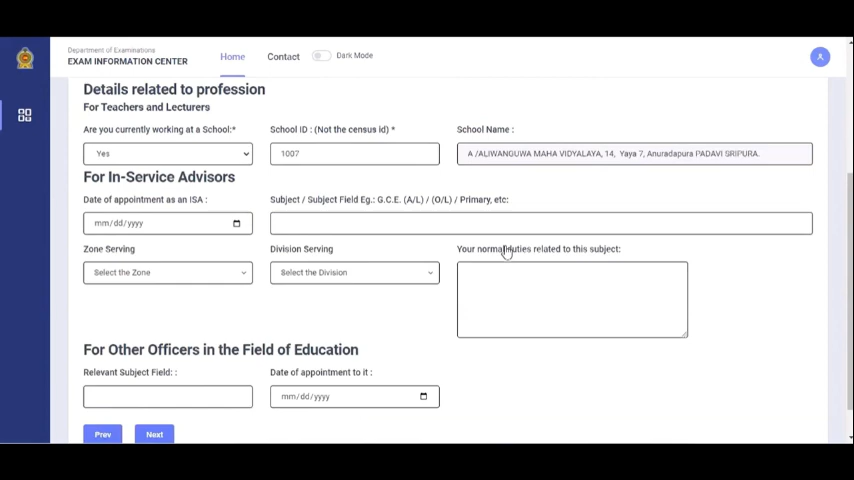 Department of Examinations
EXAM INFORMATION CENTER
Home
Contact
Dark Mode
Details related to profession
For Teachers and Lecturers
Are you currently working at a School:*
School ID : (Not the census id) *
School Name :
Yes
1007
A /ALIWANGUWA MAHA VIDYALAYA, 14, Yaya 7, Anuradapura PADAVI SRIPURA.
For In-Service Advisors
Date of appointment as an ISA :
Subject / Subject Field Eg.: G.C.E. (A/L) / (O/L) / Primary, etc:
mm/dd/yyyy
Zone Serving
Division Serving
Your normal duties related to this subject:
Select the Zone
Select the Division
For Other Officers in the Field of Education
Relevant Subject Field: :
Date of appointment to it :
mm/dd/yyyy
Prev
Next